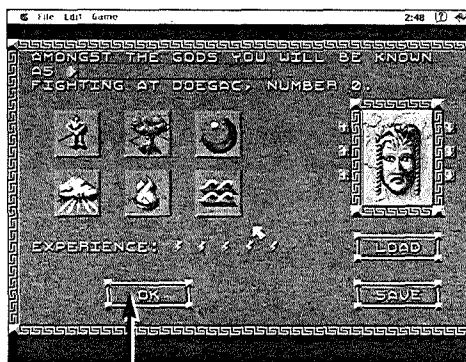 File Edit Game 2:48
AMONGST THE GODS YOU WILL BE KNOWN
AS
FIGHTING AT DOEGAC, NUMBER 0.
EXPERIENCE:
LOAD
OK
SAVE